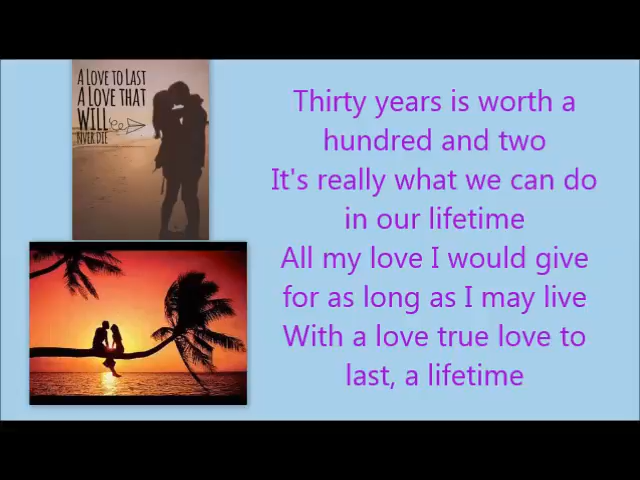 A LOVE TO LAST
A LOVE THAT
WILL
NVER DIE
Thirty years is worth a
hundred and two
It's really what we can do
in our lifetime
All my love I would give
for as long as I may live
With a love true love to
last, a lifetime